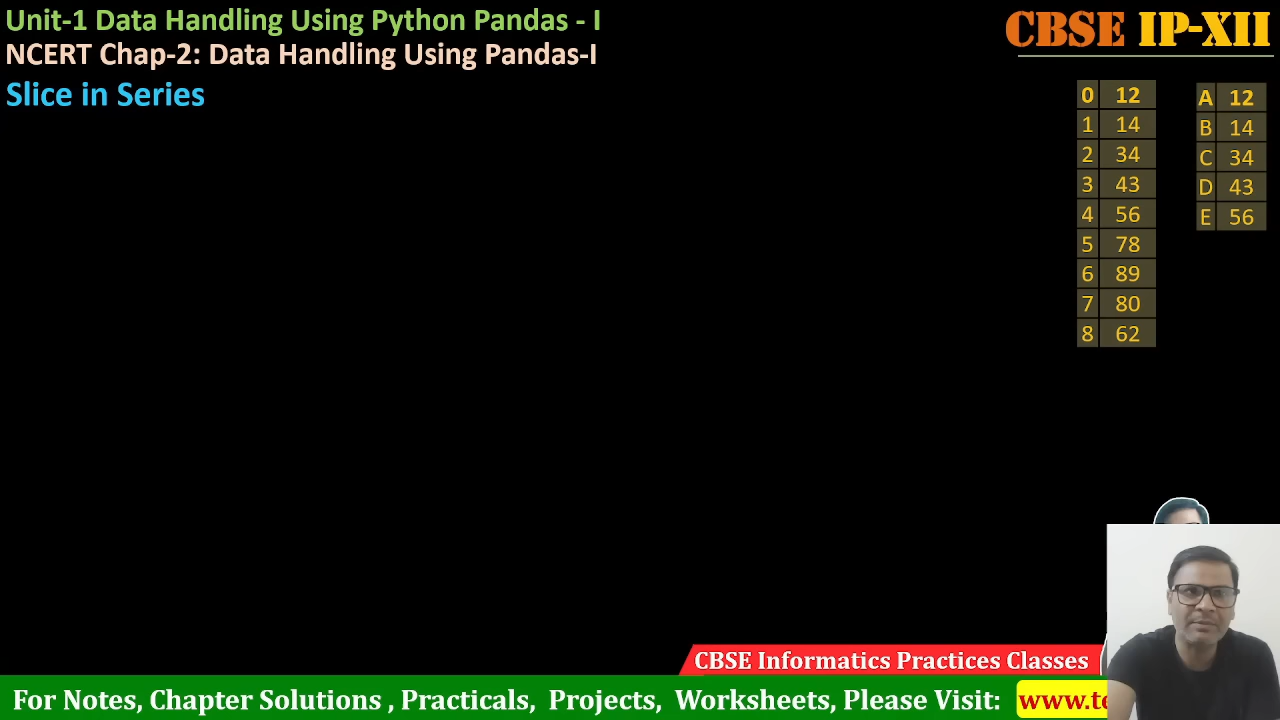 Unit-1 Data Handling Using Python Pandas - I
CBSE IP-XII
NCERT Chap-2: Data Handling Using Pandas-I
Slice in Series
0 12
1 14
2 34
3 43
4 56
5 78
6 89
7 80
8 62
A 12
B 14
C 34
D 43
E 56
CBSE Informatics Practices Classes
For Notes, Chapter Solutions , Practicals, Projects, Worksheets, Please Visit: